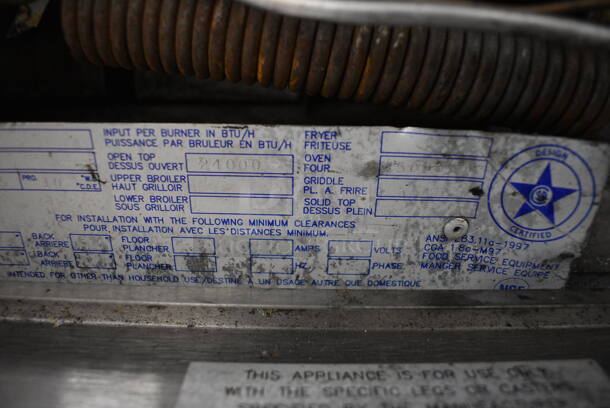 INPUT PER BURNER IN BTU/H
PUISSANCE PAR BRULEUR EN BTU/H
OPEN TOP
DESSUS OUVERT 24000
UPPER BROILER
HAUT GRILLOIR
LOWER BROILER
SOUS GRILLOIR
FRYER
FRITEUSE
OVEN
FOUR
GRIDDLE
PL. A. FRIRE
SOLID TOP
DESSUS PLEIN
DESIGN
CERTIFIED
PRG.
"W.C.
"C.D.E.
FOR INSTALLATION WITH THE FOLLOWING MINIMUM CLEARANCES
POUR INSTALLATION AVEC LES DISTANCES MINIMUM.
BACK
ARRIERE
FLOOR
PLANCHER
AMPS
VOLTS
BACK
ARRIERE
FLOOR
PLANCHER
HZ
PHASE
ANSI Z83.11a-1997
CGA 1.8a-M97
FOOD SERVICE EQUIPMENT
MANGER SERVICE EQUIPE
INTENDED FOR OTHER THAN HOUSEHOLD USE/DESTINE A UN USAGE AUTRE QUE DOMESTIQUE.
NSF
THIS APPLIANCE IS FOR USE ONLY
WITH THE SPECIFIC LEGS OR CASTERS